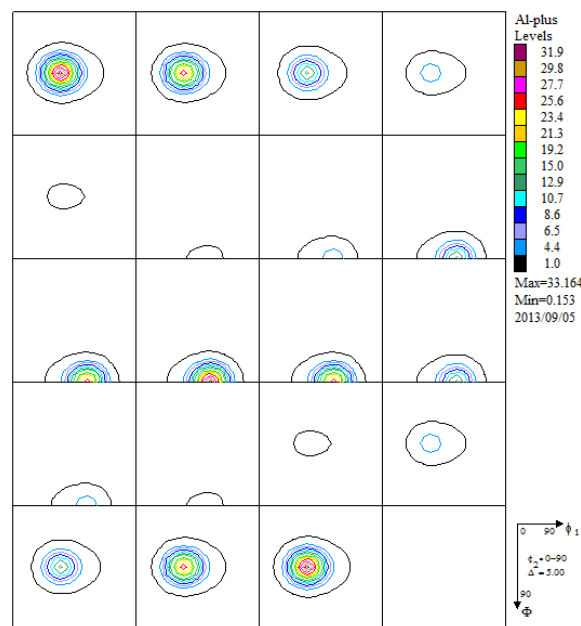 Al-plus
Levels
31.9
29.8
27.7
25.6
23.4
21.3
19.2
15.0
12.9
10.7
8.6
6.5
4.4
1.0
Max=33.164
Min=0.153
2013/09/05
0 90 ϕ1
ϕ2 = 0-90
Δ = 5.00
90
Φ